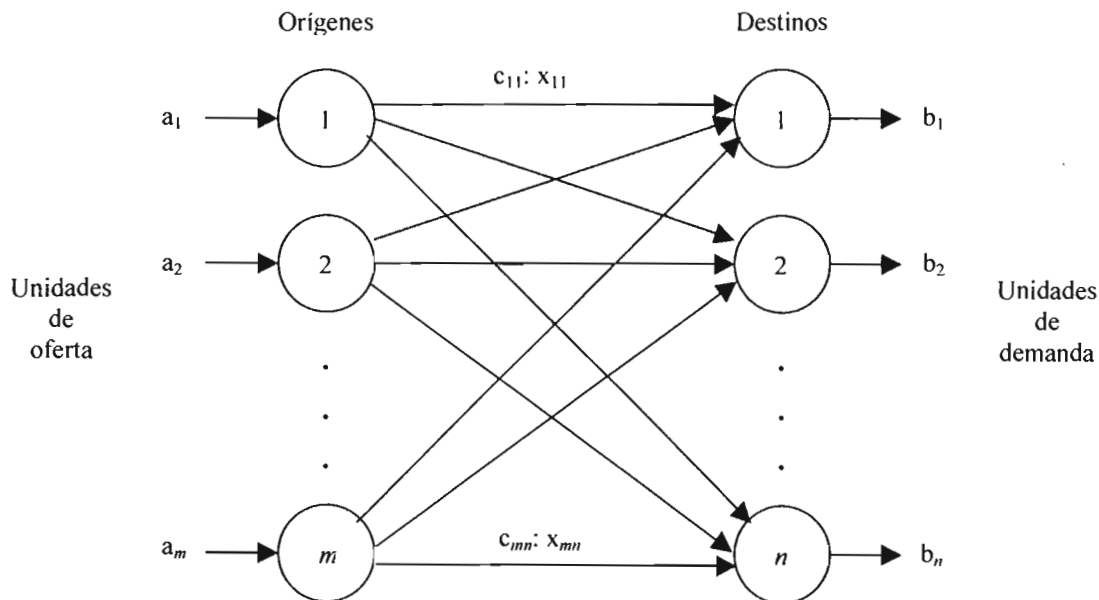 Orígenes
Destinos
c₁₁: x₁₁
a₁
1
1
b₁
a₂
2
2
b₂
Unidades
de
oferta
Unidades
de
demanda
aₘ
m
cₘₙ: xₘₙ
n
bₙ